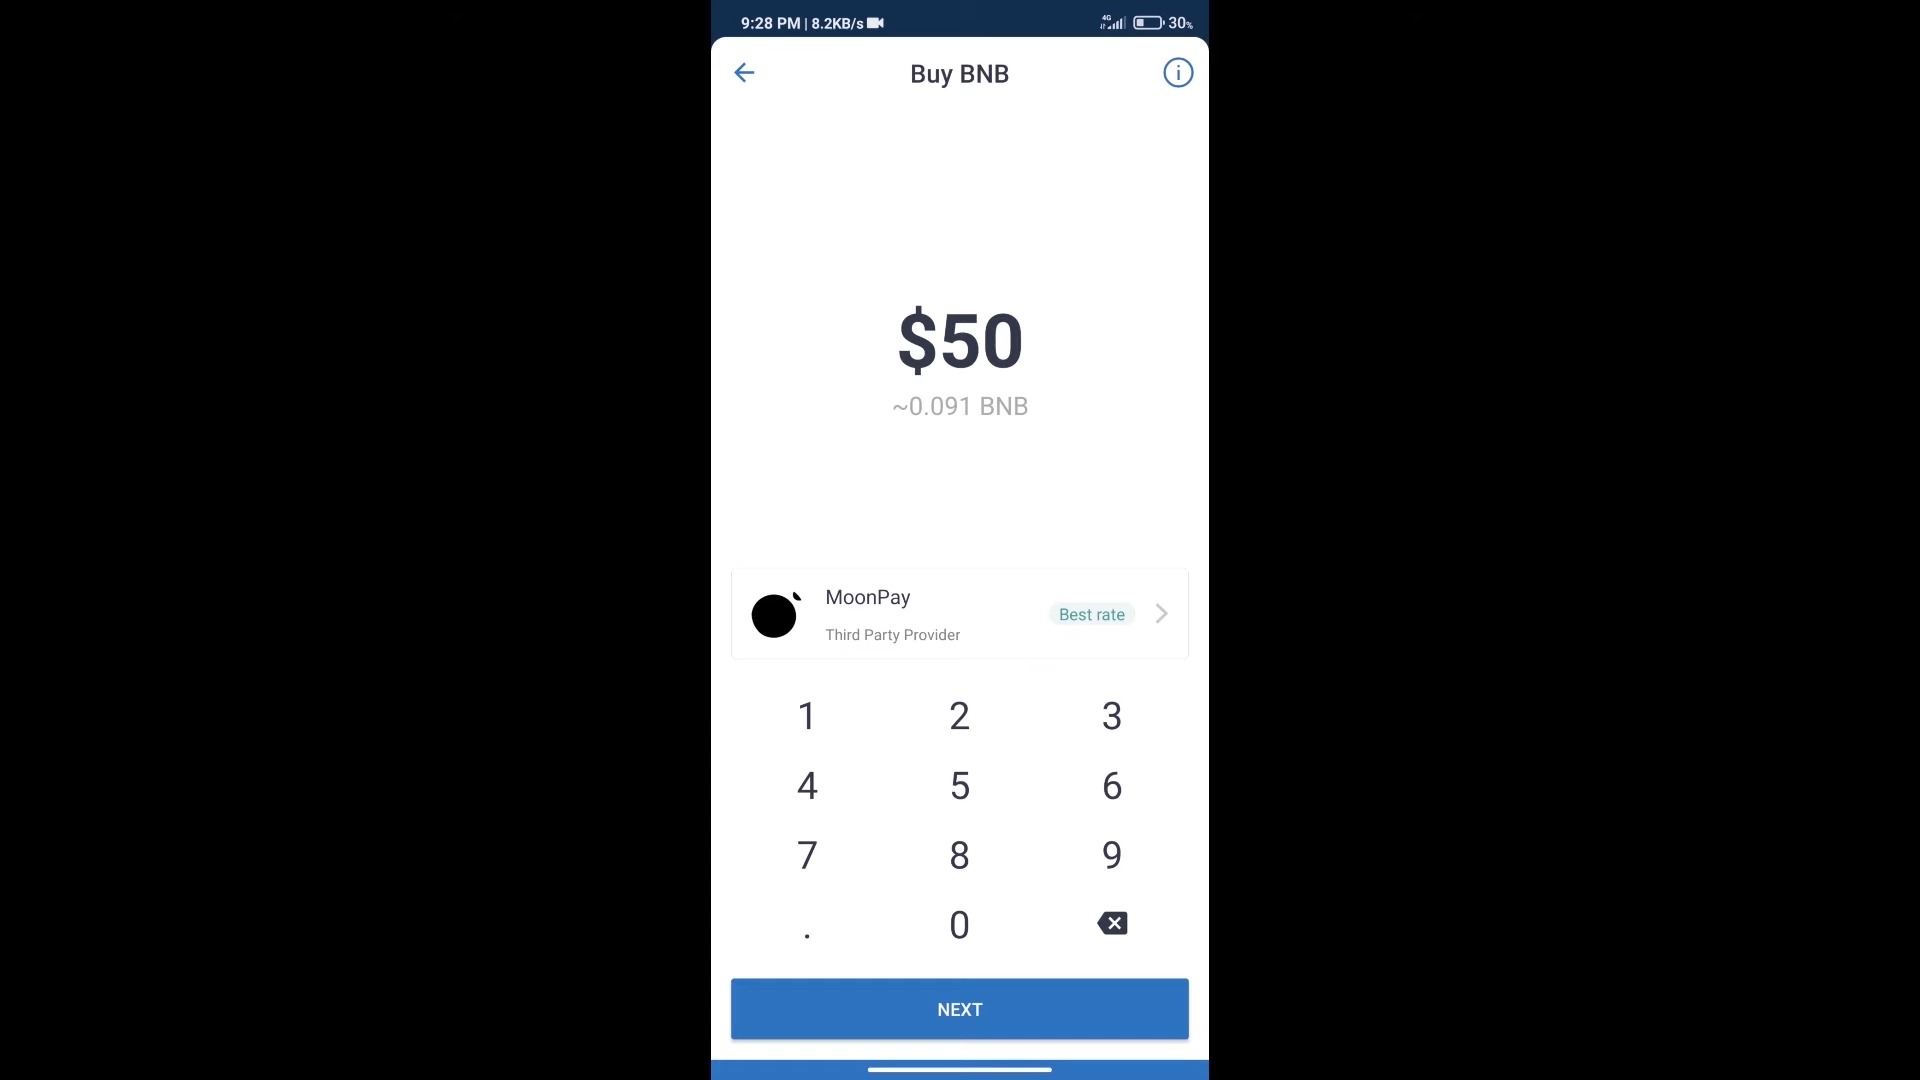 9:28 PM | 8.2KB/s 4G 30%
Buy BNB
$50
~0.091 BNB
MoonPay
Third Party Provider
Best rate
1 2 3
4 5 6
7 8 9
. 0
NEXT